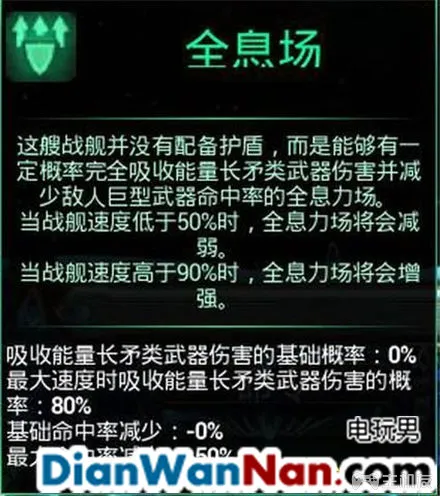 全息场
这艘战舰并没有配备护盾，而是能够有一
定概率完全吸收能量长矛类武器伤害并减
少敌人巨型武器命中率的全息力场。
当战舰速度低于50%时，全息力场将会减
弱。
当战舰速度高于90%时，全息力场将会增
强。
吸收能量长矛类武器伤害的基础概率：0%
最大速度时吸收能量长矛类武器伤害的概
率：80%
基础命中率减少：-0%
电玩男
DianWanNan.com